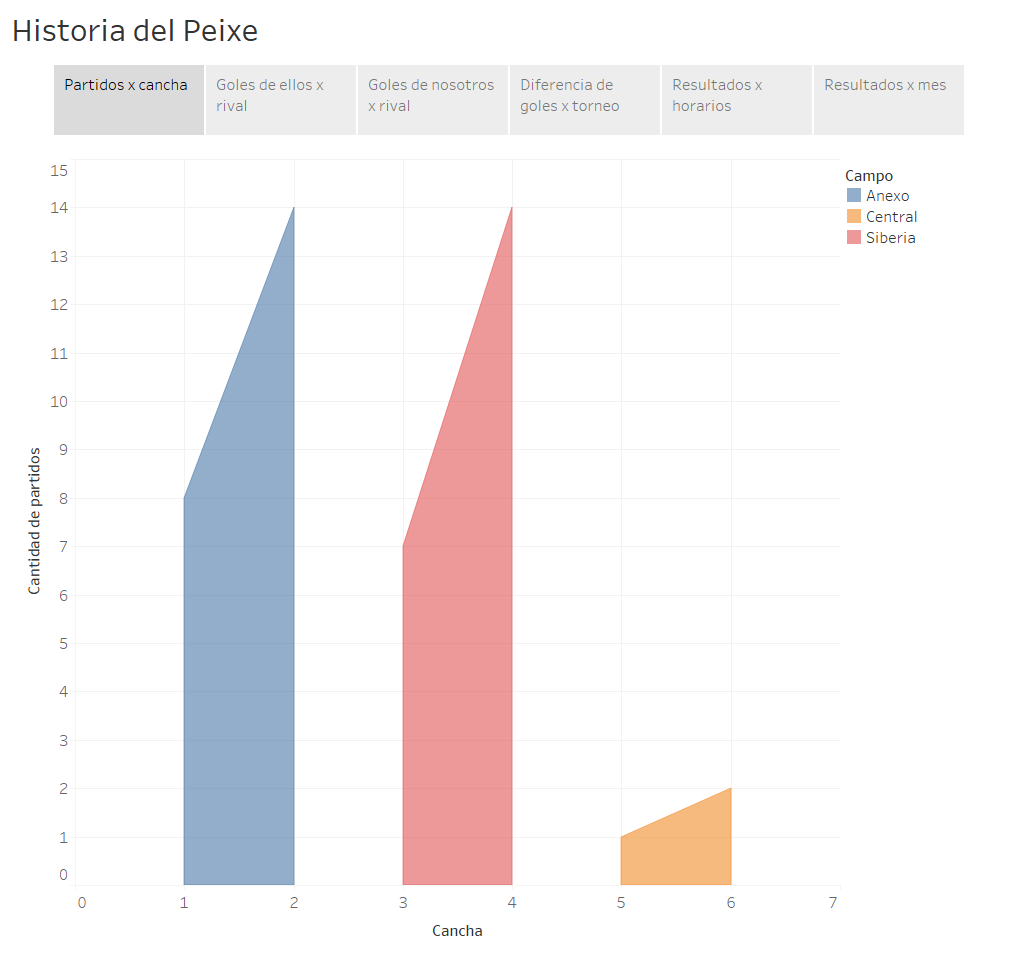 Historia del Peixe
Partidos x cancha
Goles de ellos x
rival
Goles de nosotros
x rival
Diferencia de
goles x torneo
Resultados x
horarios
Resultados x mes
15
14
13
12
11
10
9
8
7
6
5
4
3
2
1
0
Cantidad de partidos
0 1 2 3 4 5 6 7
Cancha
Campo
Anexo
Central
Siberia